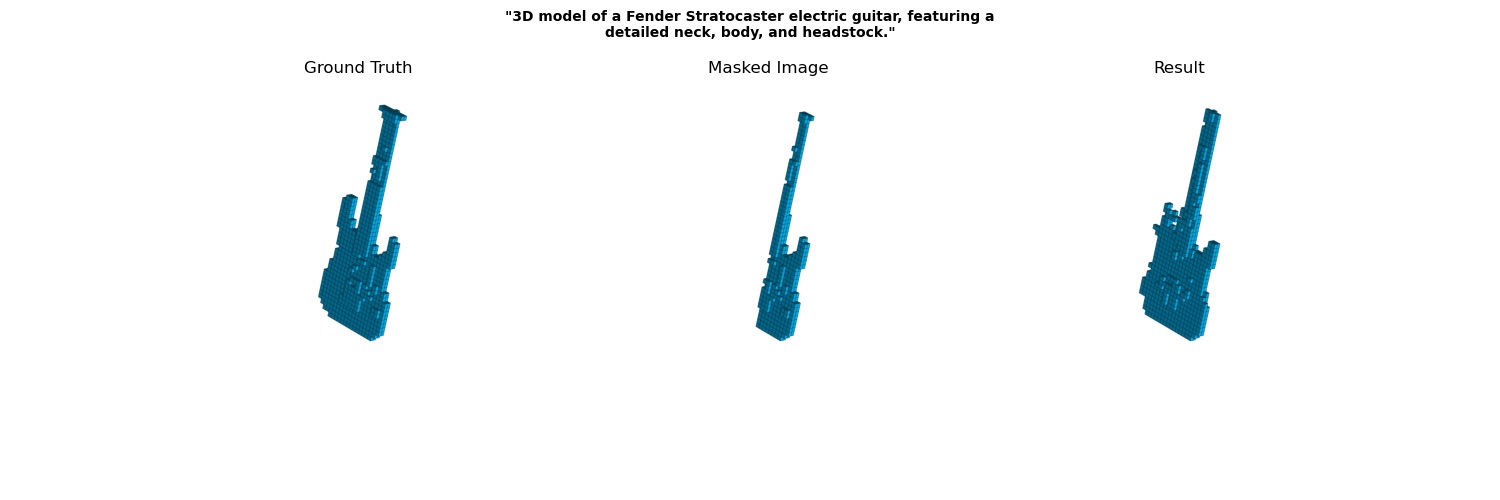 "3D model of a Fender Stratocaster electric guitar, featuring a
detailed neck, body, and headstock."
Ground Truth
Masked Image
Result